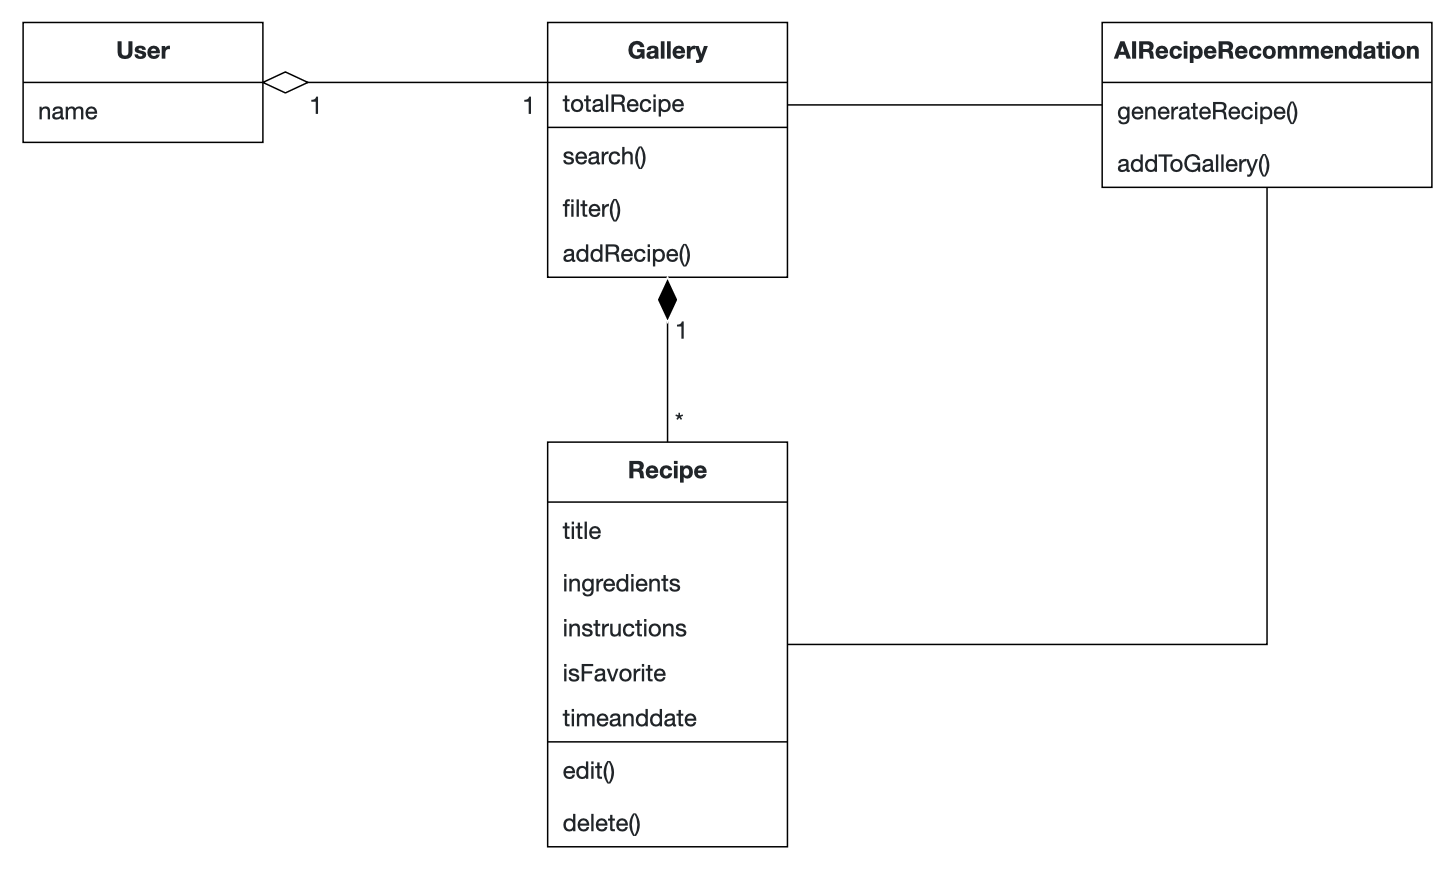 User
name
1
1
Gallery
totalRecipe
search()
filter()
addRecipe()
AIRecipeRecommendation
generateRecipe()
addToGallery()
1
*
Recipe
title
ingredients
instructions
isFavorite
timeanddate
edit()
delete()